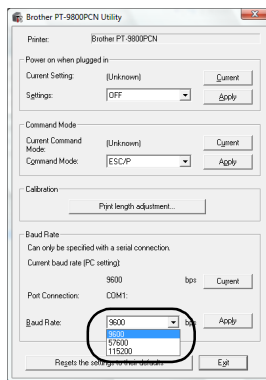 Brother PT-9800PCN Utility
Printer: Brother PT-9800PCN
Power on when plugged in
Current Setting: (Unknown) Current
Settings: OFF Apply
Command Mode
Current Command Mode: (Unknown) Current
Command Mode: ESC/P Apply
Calibration
Print length adjustment...
Baud Rate
Can only be specified with a serial connection.
Current baud rate (PC setting):
9600 bps Current
Port Connection: COM1:
Baud Rate: 9600 bps Apply
9600
57600
115200
Resets the settings to their defaults Exit